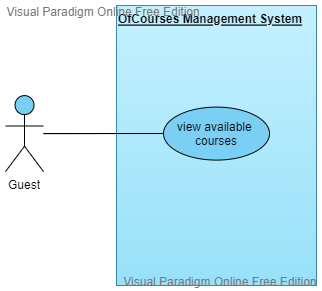 Visual Paradigm Online Free Edition
OfCourses Management System
view available
courses
Guest
Visual Paradigm Online Free Edition